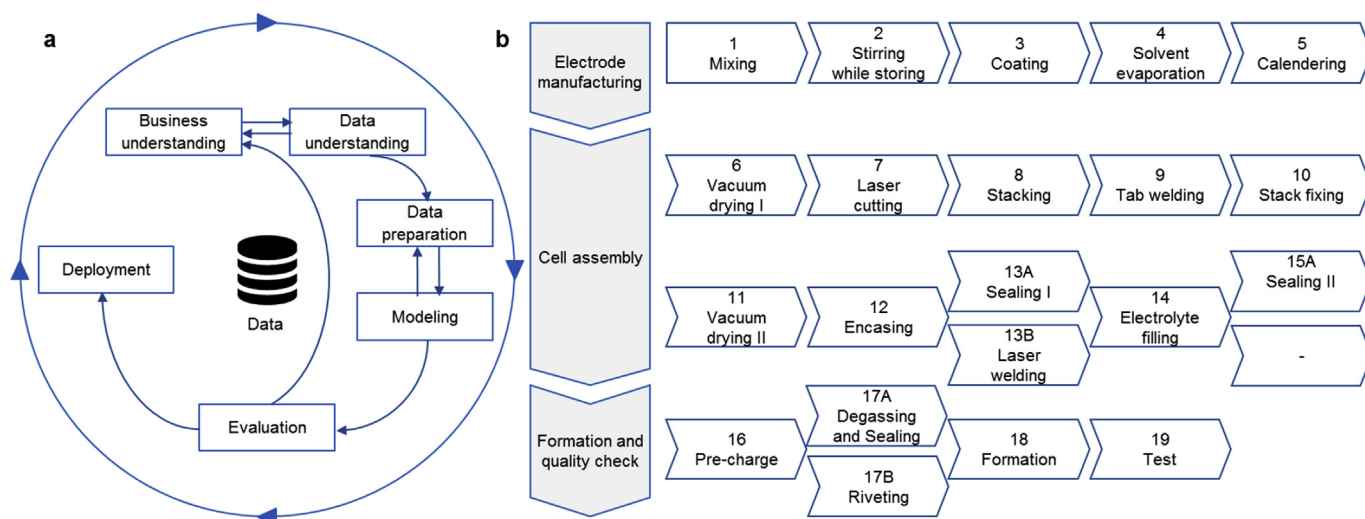 a
Business
understanding
Data
understanding
Data
preparation
Modeling
Evaluation
Deployment
Data
b
Electrode
manufacturing
1
Mixing
2
Stirring
while storing
3
Coating
4
Solvent
evaporation
5
Calendering
Cell assembly
6
Vacuum
drying I
7
Laser
cutting
8
Stacking
9
Tab welding
10
Stack fixing
11
Vacuum
drying II
12
Encasing
13A
Sealing I
13B
Laser
welding
14
Electrolyte
filling
15A
Sealing II
-
Formation and
quality check
16
Pre-charge
17A
Degassing
and Sealing
17B
Riveting
18
Formation
19
Test